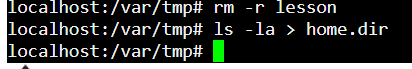 localhost:/var/tmp# rm -r lesson
localhost:/var/tmp# ls -la > home.dir
localhost:/var/tmp#